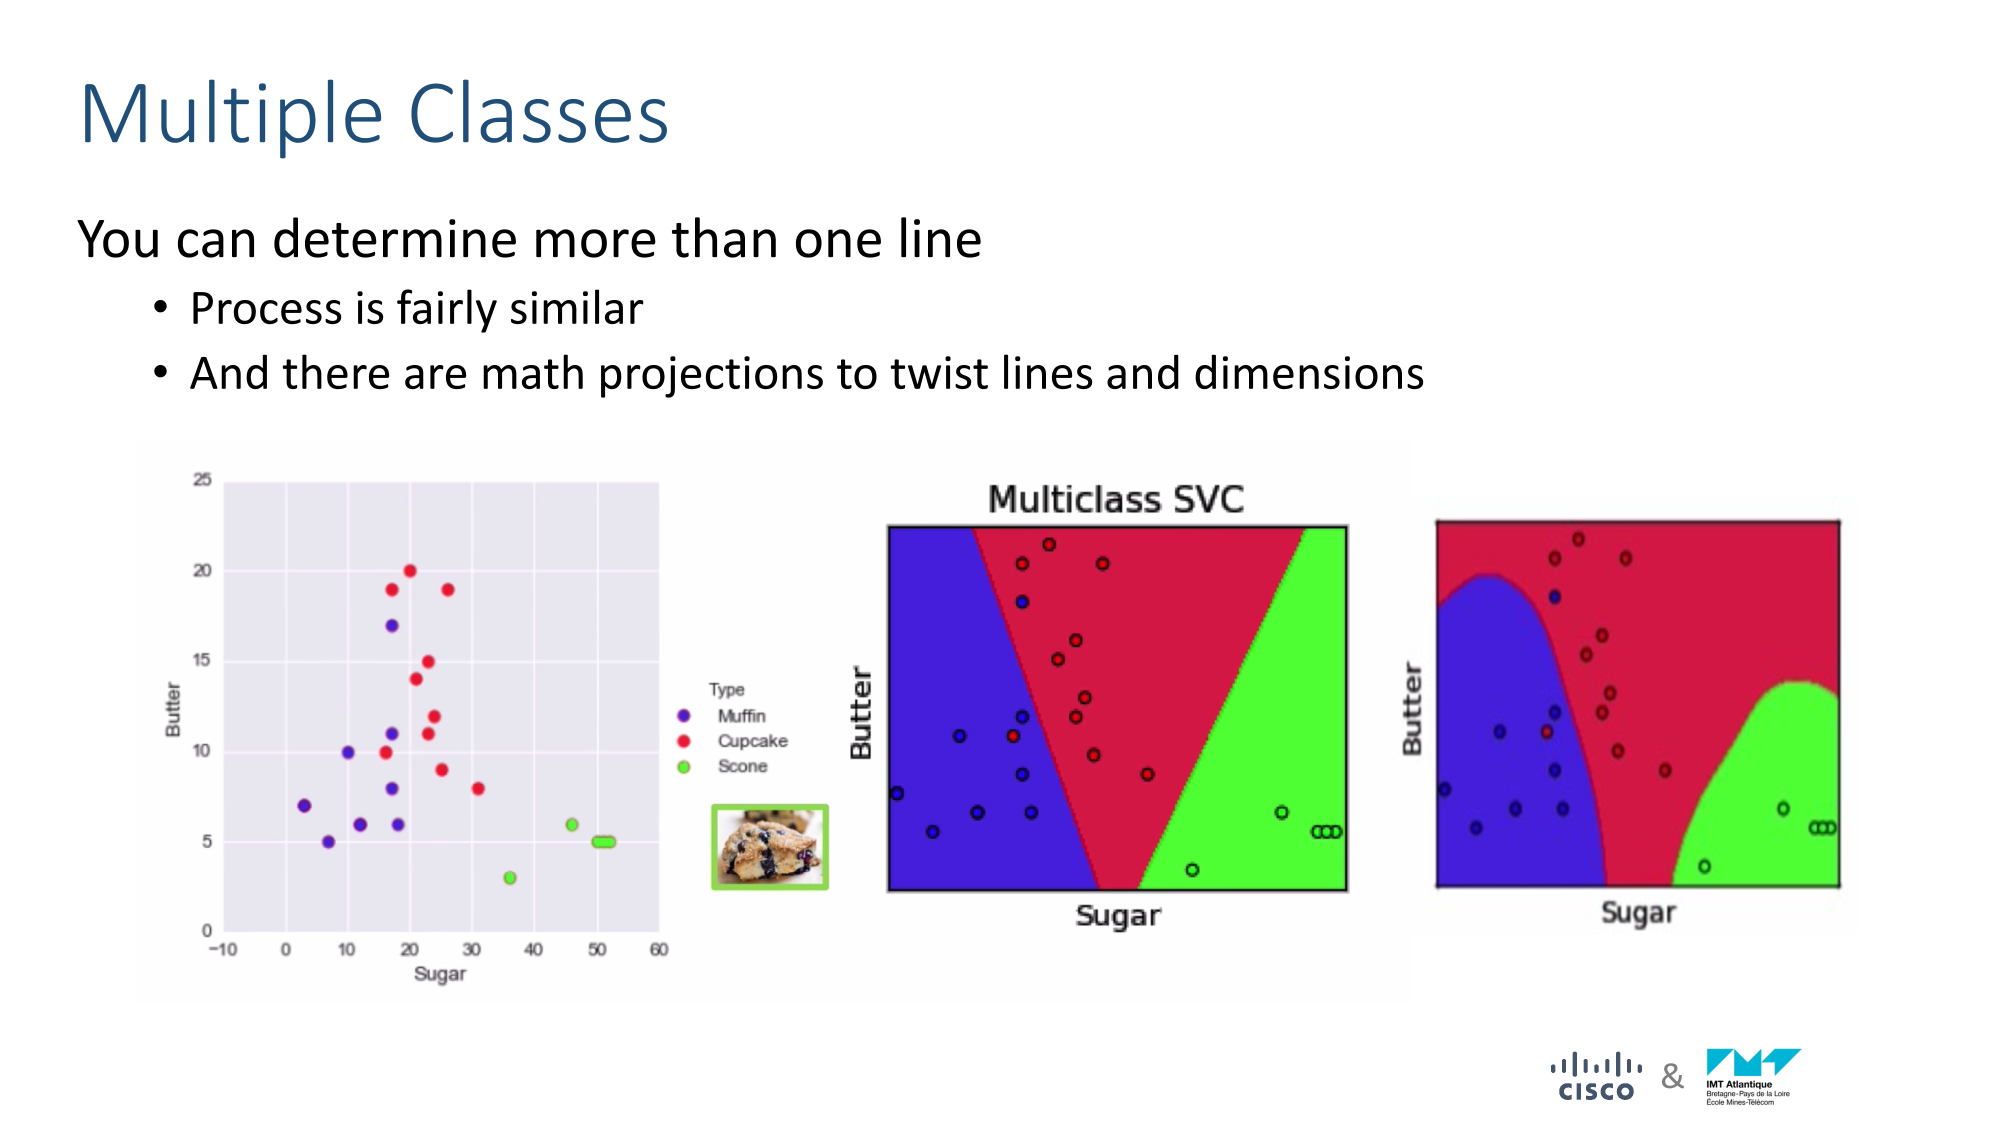 Multiple Classes
You can determine more than one line
• Process is fairly similar
• And there are math projections to twist lines and dimensions
25
20
15
10
5
0
Butter
−10 0 10 20 30 40 50 60
Sugar
Type
Muffin
Cupcake
Scone
Multiclass SVC
Butter
Sugar
Butter
Sugar
CISCO
&
IMT Atlantique
Bretagne-Pays de la Loire
École Mines-Télécom